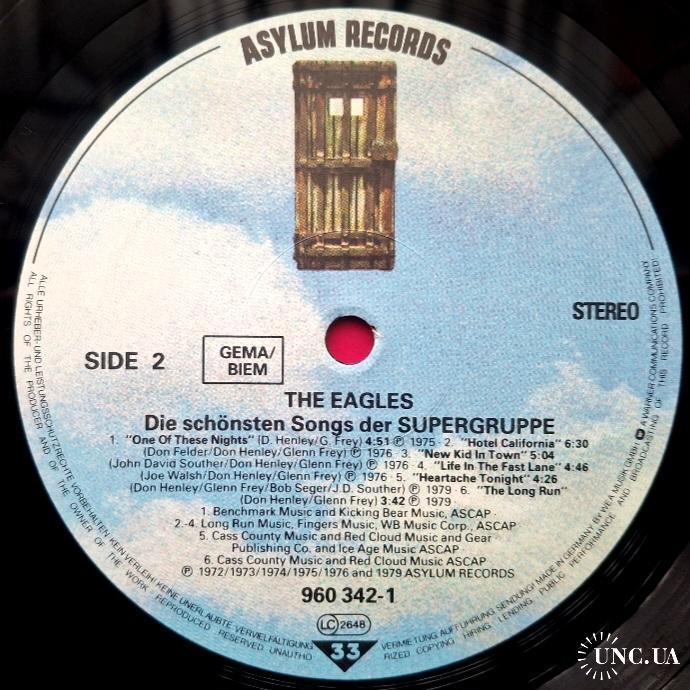 ASYLUM RECORDS
STEREO
SIDE 2
GEMA/
BIEM
THE EAGLES
Die schönsten Songs der SUPERGRUPPE
1. "One Of These Nights" (D. Henley/G. Frey) 4:51 Ⓟ 1975 · 2. "Hotel California" 6:30
(Don Felder/Don Henley/Glenn Frey) Ⓟ 1976 · 3. "New Kid In Town" 5:04
(John David Souther/Don Henley/Glenn Frey) Ⓟ 1976 · 4. "Life In The Fast Lane" 4:46
(Joe Walsh/Don Henley/Glenn Frey) Ⓟ 1976 · 5. "Heartache Tonight" 4:26
(Don Henley/Glenn Frey/Bob Seger/J.D. Souther) Ⓟ 1979 · 6. "The Long Run"
(Don Henley/Glenn Frey) 3:42 Ⓟ 1979 ·
1. Benchmark Music and Kicking Bear Music, ASCAP ·
2.-4. Long Run Music, Fingers Music, WB Music Corp., ASCAP ·
5. Cass County Music and Red Cloud Music and Gear
Publishing Co. and Ice Age Music ASCAP ·
6. Cass County Music and Red Cloud Music ASCAP
Ⓟ 1972/1973/1974/1975/1976 and 1979 ASYLUM RECORDS
960 342-1
LC 2648
33
ALLE URHEBER- UND LEISTUNGSSCHUTZRECHTE VORBEHALTEN KEIN VERLEIH! KEINE UNERLAUBTE VERVIELFÄLTIGUNG
VERMIETUNG AUFFÜHRUNG SENDUNG! MADE IN GERMANY BY WEA MUSIK GMBH A WARNER COMMUNICATIONS COMPANY
ALL RIGHTS OF THE PRODUCER AND OF THE OWNER OF THE WORK REPRODUCED RESERVED UNAUTHO
RIZED COPYING HIRING LENDING PUBLIC PERFORMANCE AND BROADCASTING OF THIS RECORD PROHIBITED!
UNC.UA